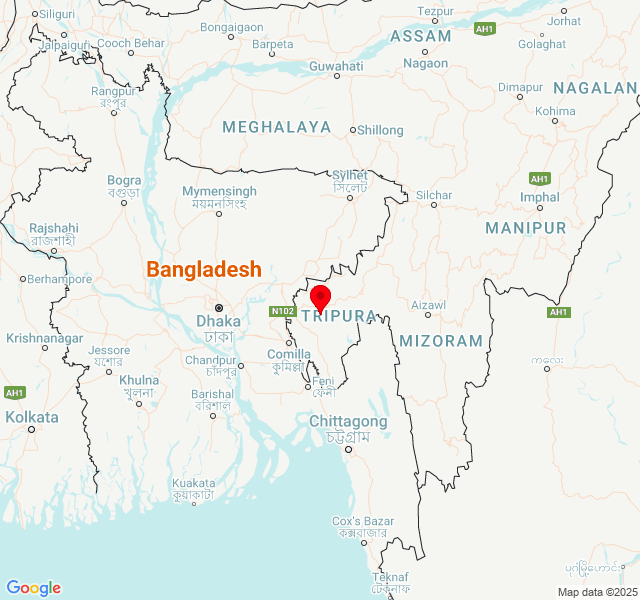 Siliguri
Tezpur
Jorhat
ASSAM
AH1
Bongaigaon
Golaghat
Jalpaiguri
Cooch Behar
Barpeta
Nagaon
Guwahati
Dimapur
NAGALAN
Rangpur
রংপুর
Kohima
MEGHALAYA
Shillong
Bogra
বগুড়া
Mymensingh
ময়মনসিংহ
Sylhet
সিলেট
Silchar
AH1
Imphal
Rajshahi
রাজশাহী
MANIPUR
Bangladesh
Berhampore
Dhaka
ঢাকা
N102
TRIPURA
Aizawl
AH1
Krishnanagar
Jessore
যশোর
Comilla
কুমিল্লা
MIZORAM
Chandpur
চাঁদপুর
ကလေး
Khulna
খুলনা
Feni
ফেনী
AH1
Barishal
বরিশাল
Kolkata
Chittagong
চট্টগ্রাম
Kuakata
কুয়াকাটা
Cox's Bazar
কক্সবাজার
Teknaf
টেকনাফ
Google
Map data ©2025